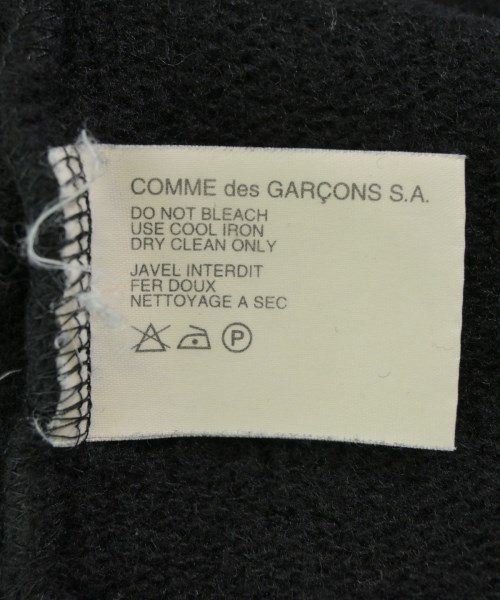 COMME des GARÇONS S.A.
DO NOT BLEACH
USE COOL IRON
DRY CLEAN ONLY
JAVEL INTERDIT
FER DOUX
NETTOYAGE A SEC
P